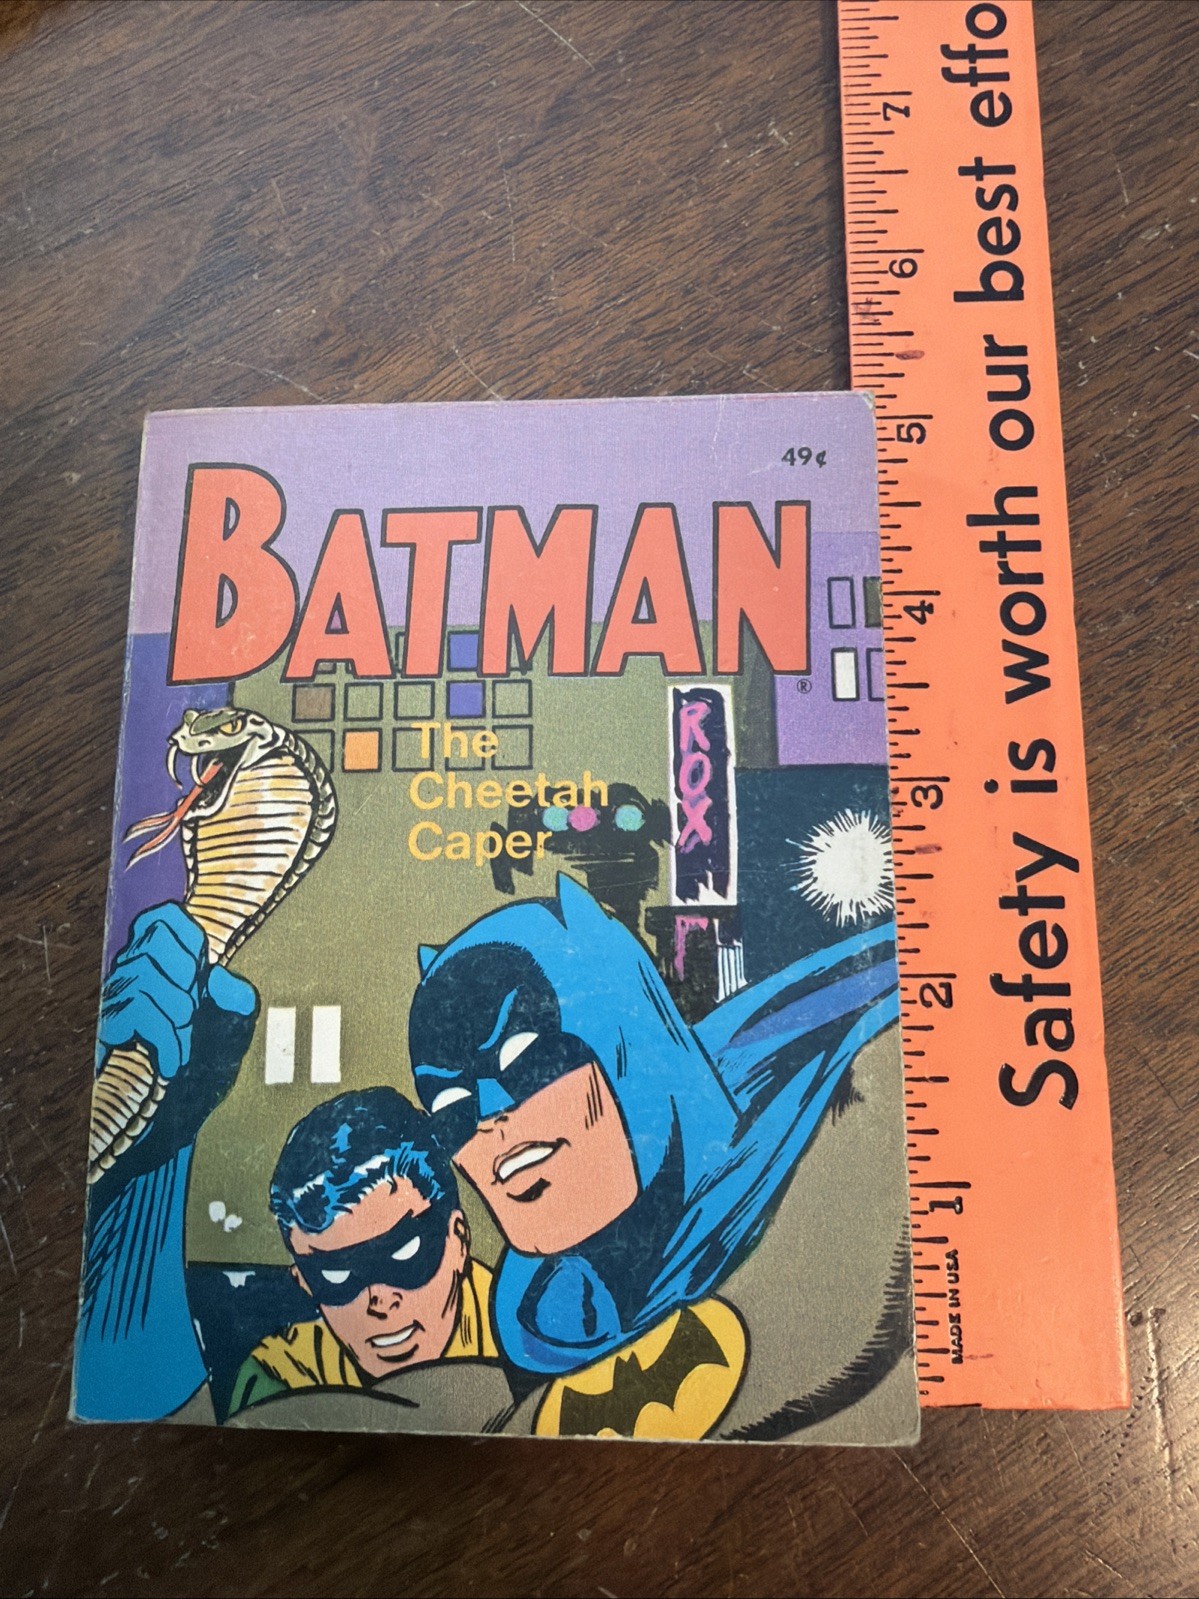 49¢
BATMAN®
The
Cheetah
Caper
ROXX
Safety is worth our best effo
1 2 3 4 5 6 7
MADE IN USA